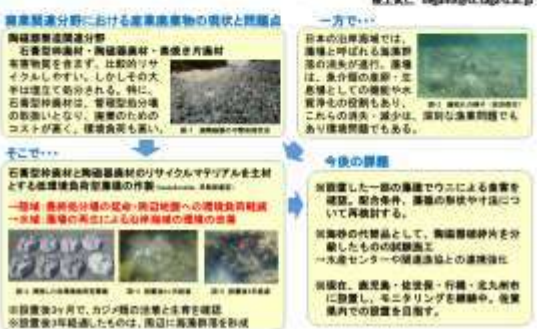 窯業関連分野における産業廃棄物の現状と問題点
陶磁器製造関連分野
石膏型枠廃材・陶磁器廃材・素焼き片廃材
有害物質を含まず、比較的リサ
イクルしやすい。しかしその大
半は埋立て処分される。特に、
石膏型枠廃材は、管理型処分場
の取扱いとなり、廃棄のための
コストが高く、環境負荷も高い。
一方で・・・
日本の沿岸海域では、
藻場と呼ばれる海藻群
落の消失が進行。藻場
は、魚介類の産卵・生
息場としての機能や水
質浄化の役割もあり、
これらの消失・減少は、深刻な漁業問題でも
あり環境問題でもある。
そこで・・・
石膏型枠廃材と陶磁器廃材のリサイクルマテリアルを主材
とする低環境負荷型藻礁の作製
→陸域：最終処分場の延命・周辺地圏への環境負荷軽減
→水域：藻場の再生による沿岸海域の環境の改善
※設置後3ヶ月で、カジメ類の活着と生育を確認
※設置後3年経過したものは、周辺に海藻群落を形成
今後の課題
※設置した一部の藻礁でウニによる食害を
確認。配合条件、藻礁の形状や寸法につ
いて再検討する。
※海砂の代替品として、陶磁器破砕片を分
級したものの試験施工
→水産センターや関連漁協との連携強化
※現在、鹿児島・佐世保・行橋・北九州市
に設置し、モニタリングを継続中。佐賀
県内での設置を目指す。